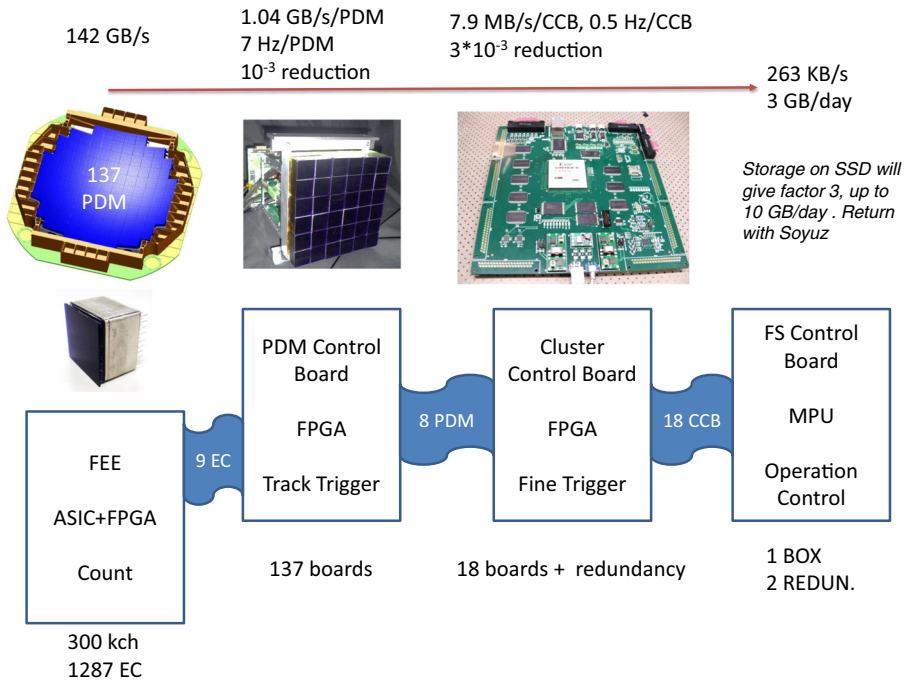 142 GB/s
1.04 GB/s/PDM
7 Hz/PDM
10-3 reduction
7.9 MB/s/CCB, 0.5 Hz/CCB
3*10-3 reduction
263 KB/s
3 GB/day
137
PDM
Storage on SSD will
give factor 3, up to
10 GB/day . Return
with Soyuz
FEE
ASIC+FPGA
Count
300 kch
1287 EC
9 EC
PDM Control
Board
FPGA
Track Trigger
137 boards
8 PDM
Cluster
Control Board
FPGA
Fine Trigger
18 boards + redundancy
18 CCB
FS Control
Board
MPU
Operation
Control
1 BOX
2 REDUN.